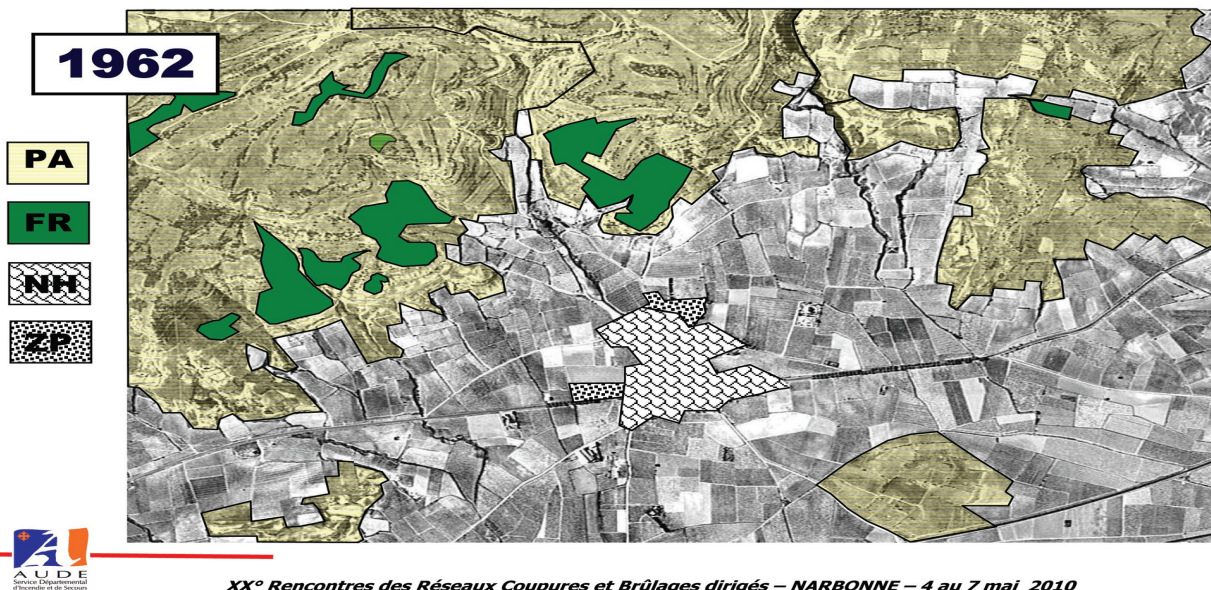 1962
PA
FR
NH
ZP
AUDE
Service Départemental
d'Incendie et de Secours
XX° Rencontres des Réseaux Coupures et Brûlages dirigés – NARBONNE – 4 au 7 mai 2010